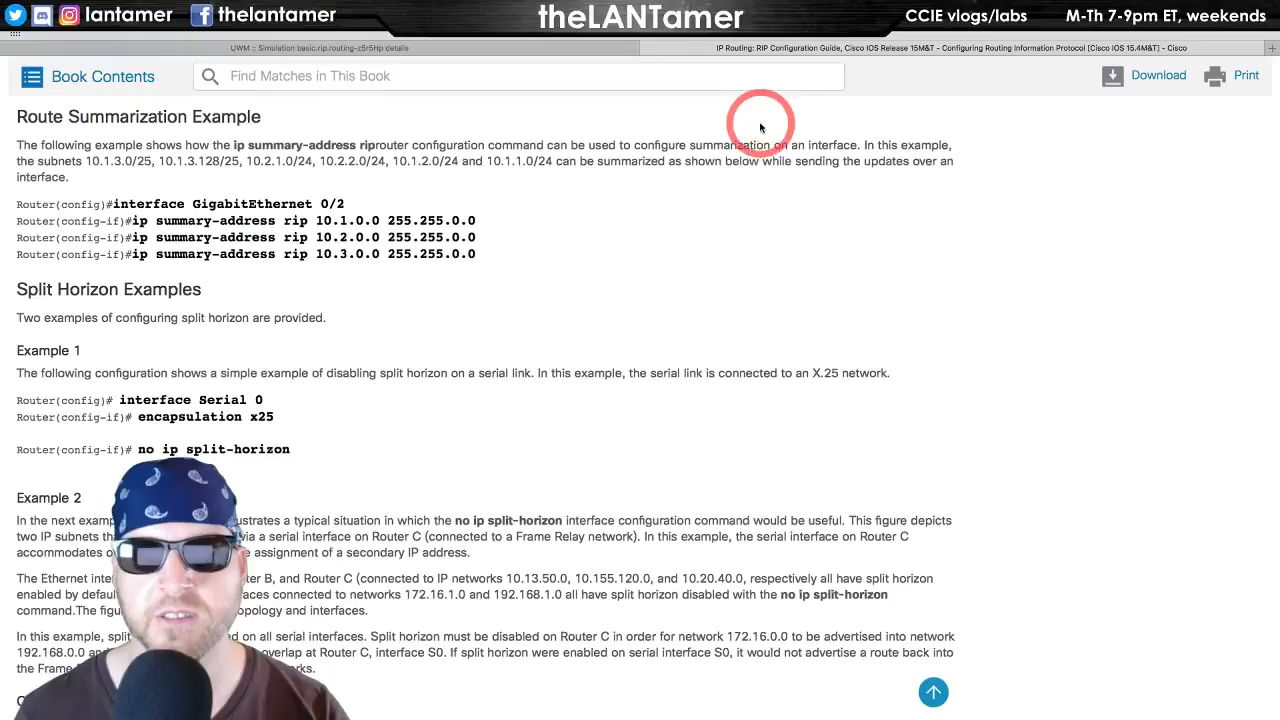 lantamer thelantamer theLANTamer CCIE vlogs/labs M-Th 7-9pm ET, weekends
UWM :: Simulation basic.rip.routing-z5r5Hp details IP Routing: RIP Configuration Guide, Cisco IOS Release 15M&T - Configuring Routing Information Protocol [Cisco IOS 15.4M&T] - Cisco
Book Contents Find Matches in This Book Download Print
Route Summarization Example
The following example shows how the ip summary-address riprouter configuration command can be used to configure summarization on an interface. In this example,
the subnets 10.1.3.0/25, 10.1.3.128/25, 10.2.1.0/24, 10.2.2.0/24, 10.1.2.0/24 and 10.1.1.0/24 can be summarized as shown below while sending the updates over an
interface.
Router(config)#interface GigabitEthernet 0/2
Router(config-if)#ip summary-address rip 10.1.0.0 255.255.0.0
Router(config-if)#ip summary-address rip 10.2.0.0 255.255.0.0
Router(config-if)#ip summary-address rip 10.3.0.0 255.255.0.0
Split Horizon Examples
Two examples of configuring split horizon are provided.
Example 1
The following configuration shows a simple example of disabling split horizon on a serial link. In this example, the serial link is connected to an X.25 network.
Router(config)# interface Serial 0
Router(config-if)# encapsulation x25
Router(config-if)# no ip split-horizon
Example 2
In the next examp ustrates a typical situation in which the no ip split-horizon interface configuration command would be useful. This figure depicts
two IP subnets tha via a serial interface on Router C (connected to a Frame Relay network). In this example, the serial interface on Router C
accommodates o e assignment of a secondary IP address.
The Ethernet inte ter B, and Router C (connected to IP networks 10.13.50.0, 10.155.120.0, and 10.20.40.0, respectively all have split horizon
enabled by defau faces connected to networks 172.16.1.0 and 192.168.1.0 all have split horizon disabled with the no ip split-horizon
command.The figu opology and interfaces.
In this example, split ed on all serial interfaces. Split horizon must be disabled on Router C in order for network 172.16.0.0 to be advertised into network
192.168.0.0 and overlap at Router C, interface S0. If split horizon were enabled on serial interface S0, it would not advertise a route back into
the Frame rks.